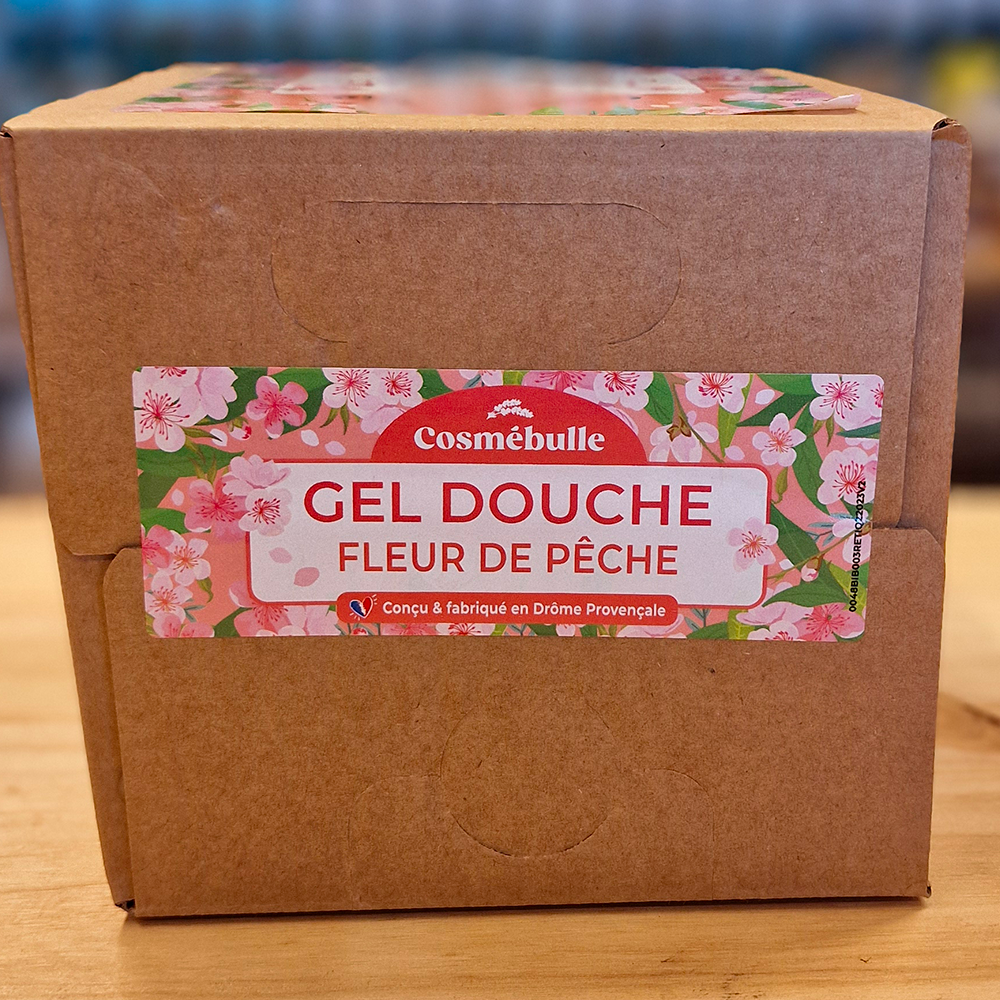 Cosmébulle
GEL DOUCHE
FLEUR DE PÊCHE
Conçu & fabriqué en Drôme Provençale